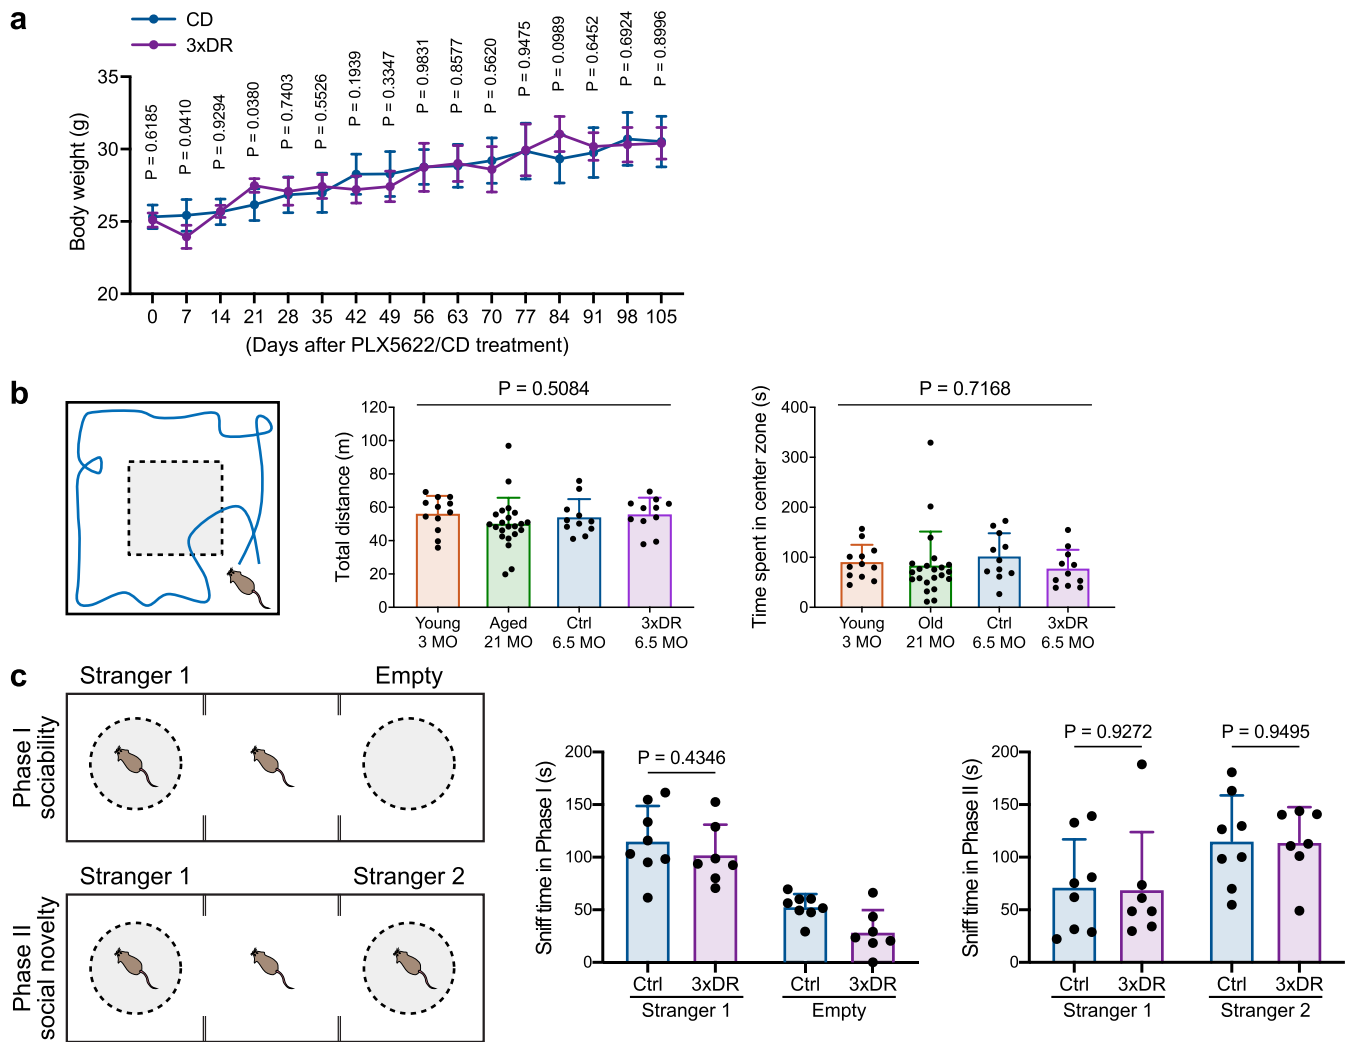 a
CD
3xDR
P = 0.6185
P = 0.0410
P = 0.9294
P = 0.0380
P = 0.7403
P = 0.5526
P = 0.1939
P = 0.3347
P = 0.9831
P = 0.8577
P = 0.5620
P = 0.9475
P = 0.0989
P = 0.6452
P = 0.6924
P = 0.8996
Body weight (g)
35
30
25
20
0 7 14 21 28 35 42 49 56 63 70 77 84 91 98 105
(Days after PLX5622/CD treatment)
b
P = 0.5084
Total distance (m)
120
100
80
60
40
20
0
Young Aged Ctrl 3xDR
3 MO 21 MO 6.5 MO 6.5 MO
P = 0.7168
Time spent in center zone (s)
400
300
200
100
0
Young Old Ctrl 3xDR
3 MO 21 MO 6.5 MO 6.5 MO
c
Stranger 1 Empty
Phase I
sociability
Stranger 1 Stranger 2
Phase II
social novelty
P = 0.4346
Sniff time in Phase I (s)
200
150
100
50
0
Ctrl 3xDR Ctrl 3xDR
Stranger 1 Empty
P = 0.9272 P = 0.9495
Sniff time in Phase II (s)
200
150
100
50
0
Ctrl 3xDR Ctrl 3xDR
Stranger 1 Stranger 2